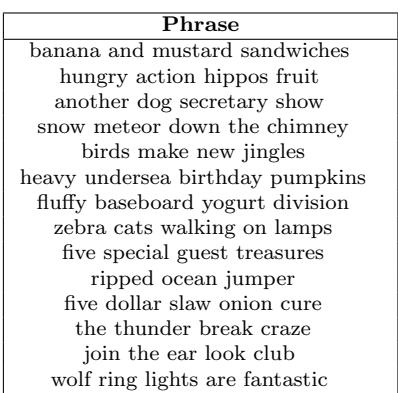 Phrase
banana and mustard sandwiches
hungry action hippos fruit
another dog secretary show
snow meteor down the chimney
birds make new jingles
heavy undersea birthday pumpkins
fluffy baseboard yogurt division
zebra cats walking on lamps
five special guest treasures
ripped ocean jumper
five dollar slaw onion cure
the thunder break craze
join the ear look club
wolf ring lights are fantastic